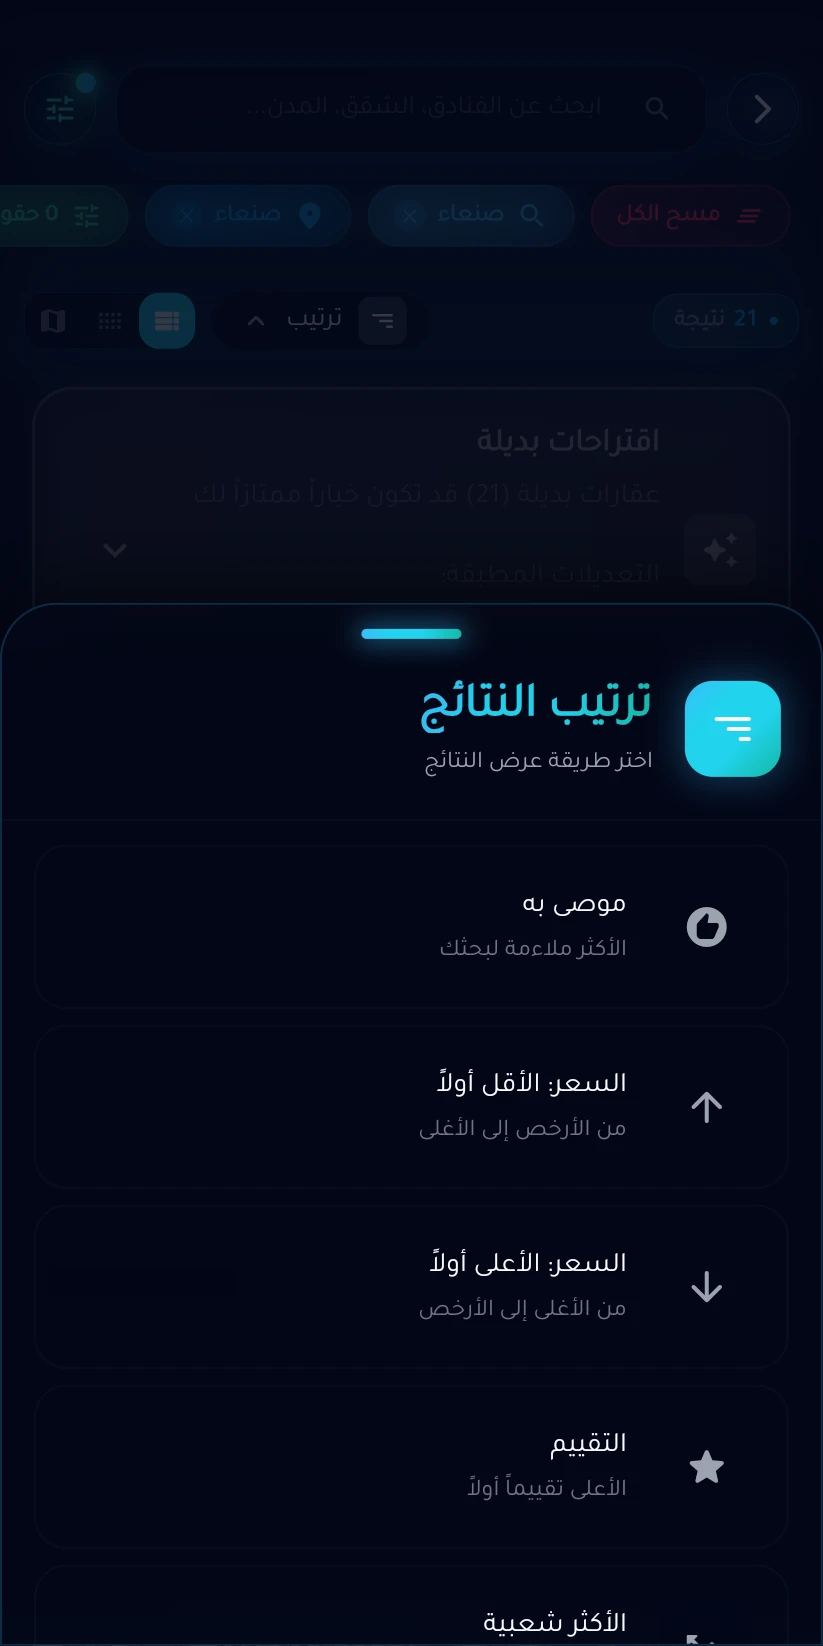 ابحث عن الفنادق، الشقق، المدن...
مسح الكل
صنعاء
صنعاء
0 حقو
21 نتيجة
ترتيب
اقتراحات بديلة
عقارات بديلة (21) قد تكون خياراً ممتازاً لك
التعديلات المطبقة:
ترتيب النتائج
اختر طريقة عرض النتائج
موصى به
الأكثر ملاءمة لبحثك
السعر: الأقل أولاً
من الأرخص إلى الأغلى
السعر: الأعلى أولاً
من الأغلى إلى الأرخص
التقييم
الأعلى تقييماً أولاً
الأكثر شعبية